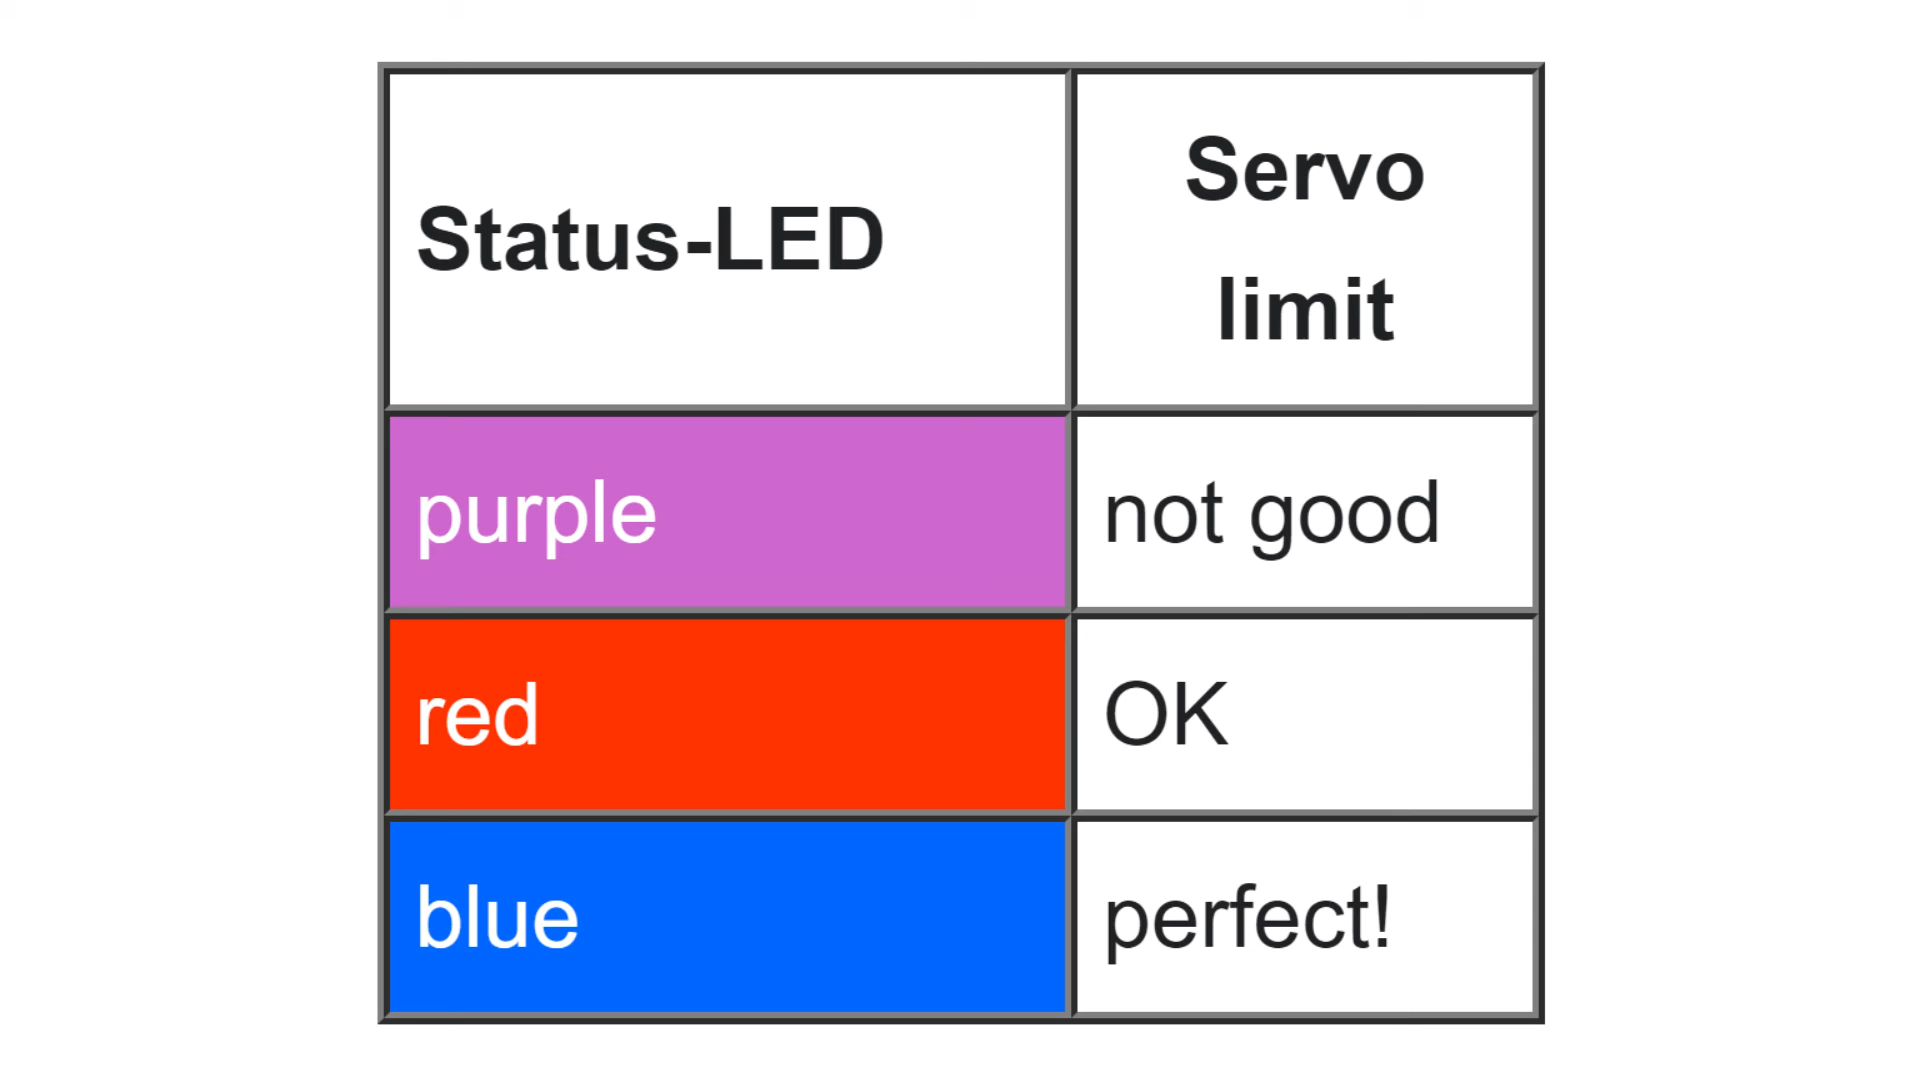 Status-LED
Servo
limit
purple
not good
red
OK
blue
perfect!